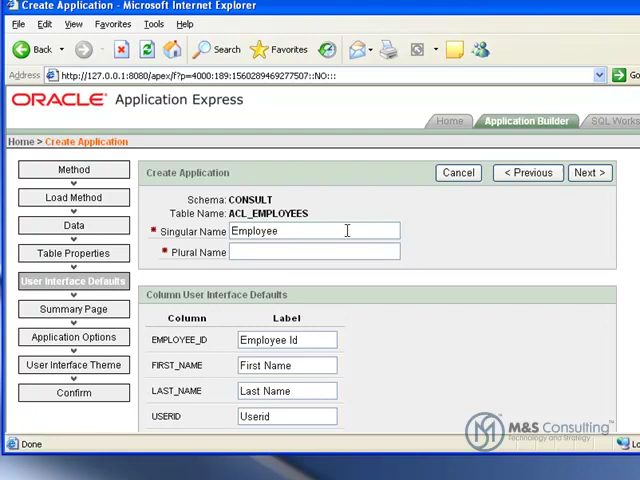 Create Application - Microsoft Internet Explorer
File Edit View Favorites Tools Help
Back Search Favorites
Address http://127.0.0.1:8080/apex/f?p=4000:189:1560289469277507::NO::: Go
ORACLE Application Express
Home Application Builder SQL Works
Home > Create Application
Method
Load Method
Data
Table Properties
User Interface Defaults
Summary Page
Application Options
User Interface Theme
Confirm
Create Application Cancel < Previous Next >
Schema: CONSULT
Table Name: ACL_EMPLOYEES
* Singular Name Employee
* Plural Name
Column User Interface Defaults
Column Label
EMPLOYEE_ID Employee Id
FIRST_NAME First Name
LAST_NAME Last Name
USERID Userid
M&S Consulting
Technology and Strategy
Done Lo